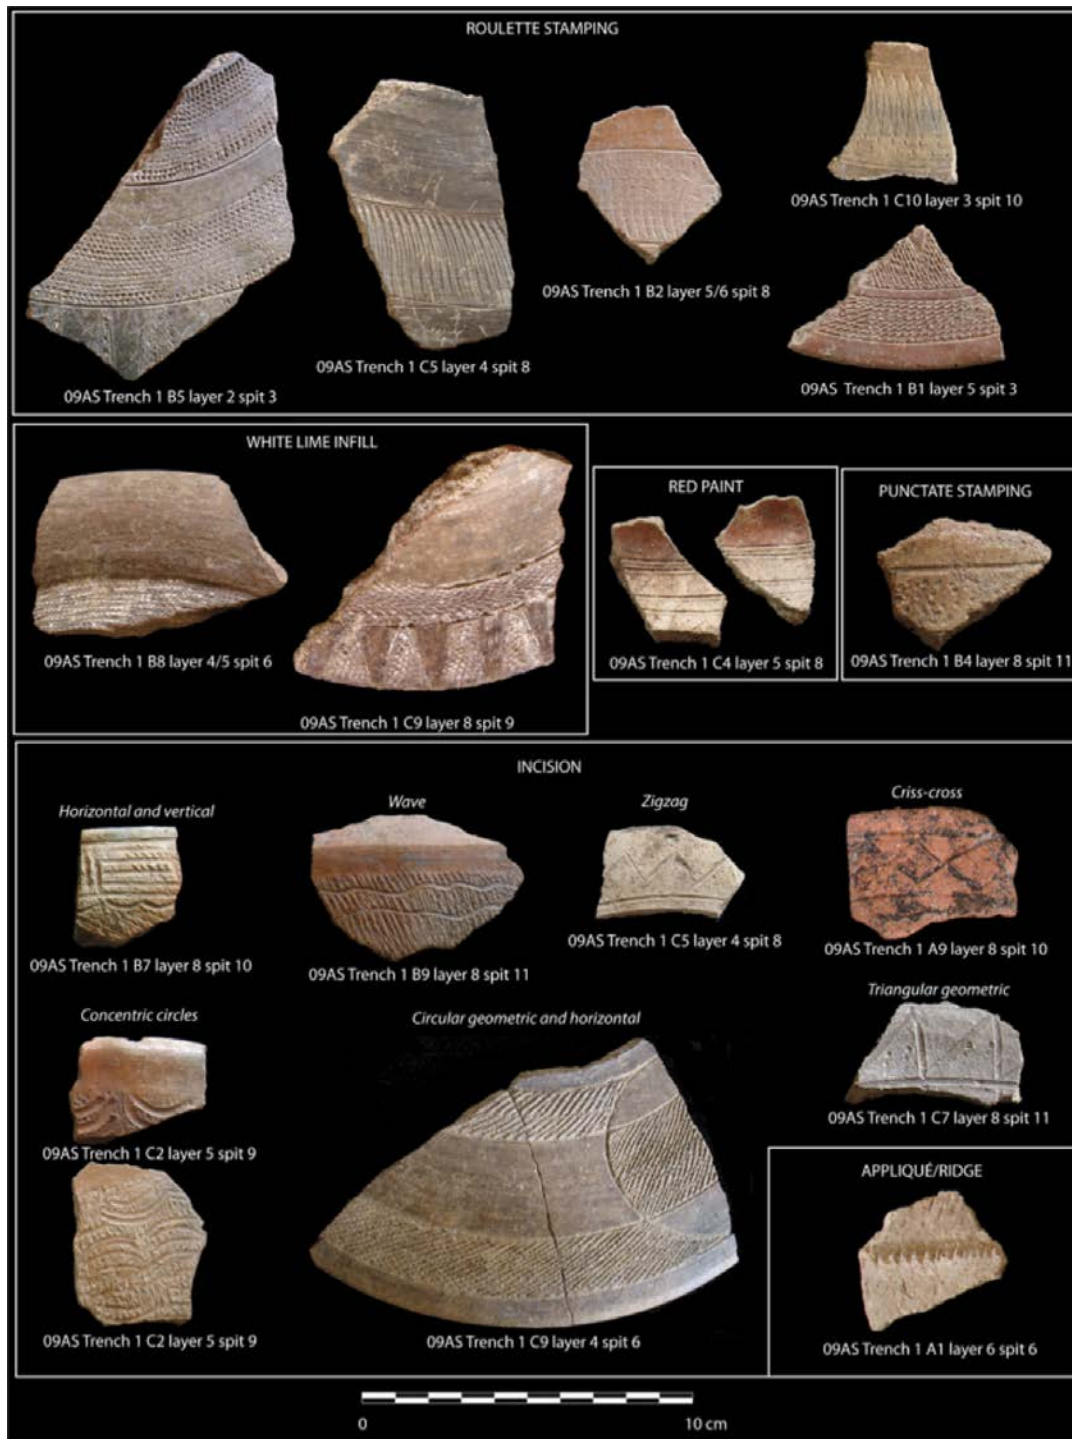 ROULETTE STAMPING
09AS Trench 1 C10 layer 3 spit 10
09AS Trench 1 B2 layer 5/6 spit 8
09AS Trench 1 C5 layer 4 spit 8
09AS Trench 1 B1 layer 5 spit 3
09AS Trench 1 B5 layer 2 spit 3
WHITE LIME INFILL
09AS Trench 1 B8 layer 4/5 spit 6
09AS Trench 1 C9 layer 8 spit 9
RED PAINT
09AS Trench 1 C4 layer 5 spit 8
PUNCTATE STAMPING
09AS Trench 1 B4 layer 8 spit 11
INCISION
Horizontal and vertical
09AS Trench 1 B7 layer 8 spit 10
Wave
09AS Trench 1 B9 layer 8 spit 11
Zigzag
09AS Trench 1 C5 layer 4 spit 8
Criss-cross
09AS Trench 1 A9 layer 8 spit 10
Concentric circles
09AS Trench 1 C2 layer 5 spit 9
09AS Trench 1 C2 layer 5 spit 9
Circular geometric and horizontal
09AS Trench 1 C9 layer 4 spit 6
Triangular geometric
09AS Trench 1 C7 layer 8 spit 11
APPLIQUÉ/RIDGE
09AS Trench 1 A1 layer 6 spit 6
0 10 cm